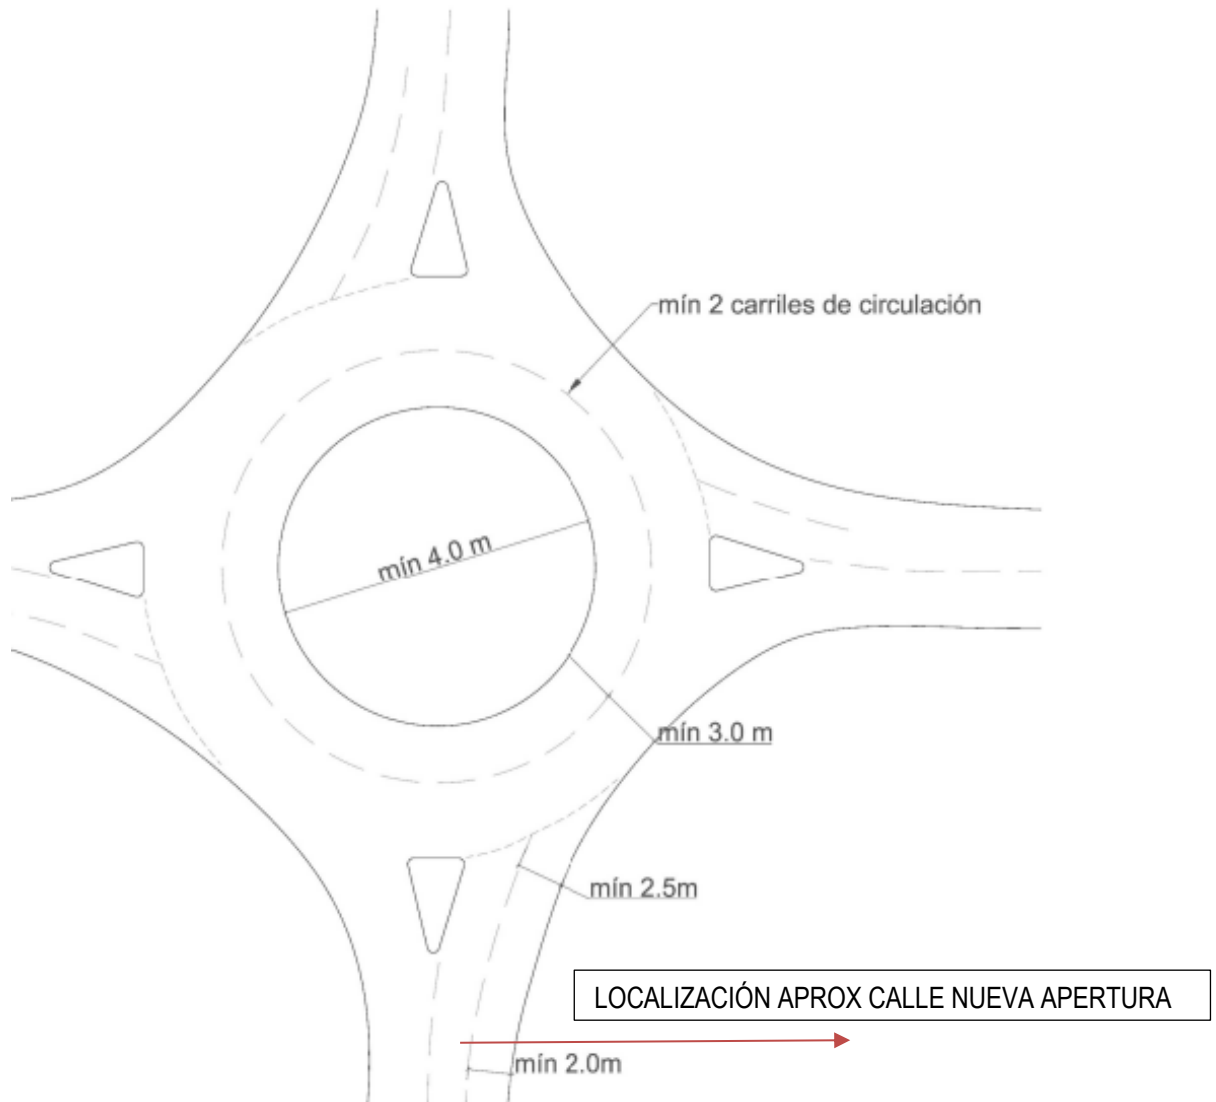 mín 2 carriles de circulación
mín 4.0 m
mín 3.0 m
mín 2.5m
LOCALIZACIÓN APROX CALLE NUEVA APERTURA
mín 2.0m